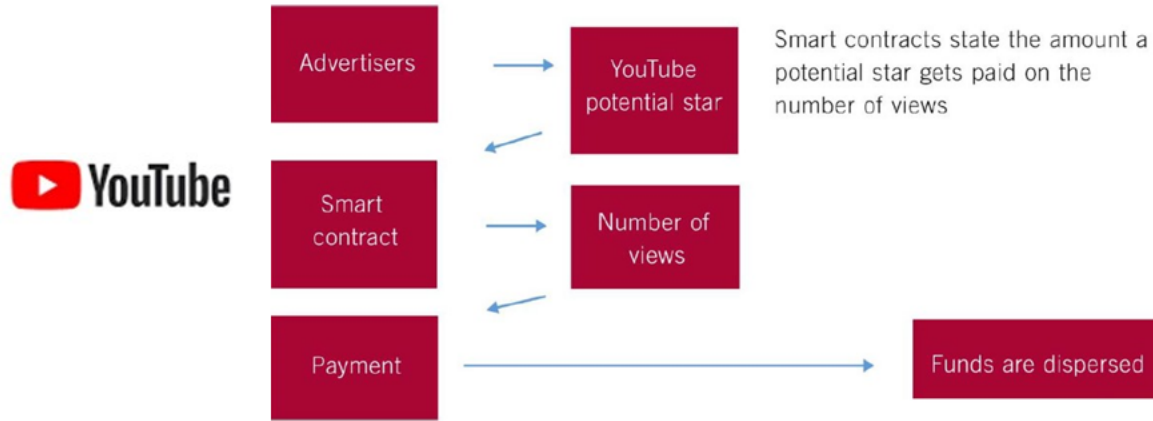 Advertisers
YouTube
potential star
Smart contracts state the amount a
potential star gets paid on the
number of views
YouTube
Smart
contract
Number of
views
Payment
Funds are dispersed